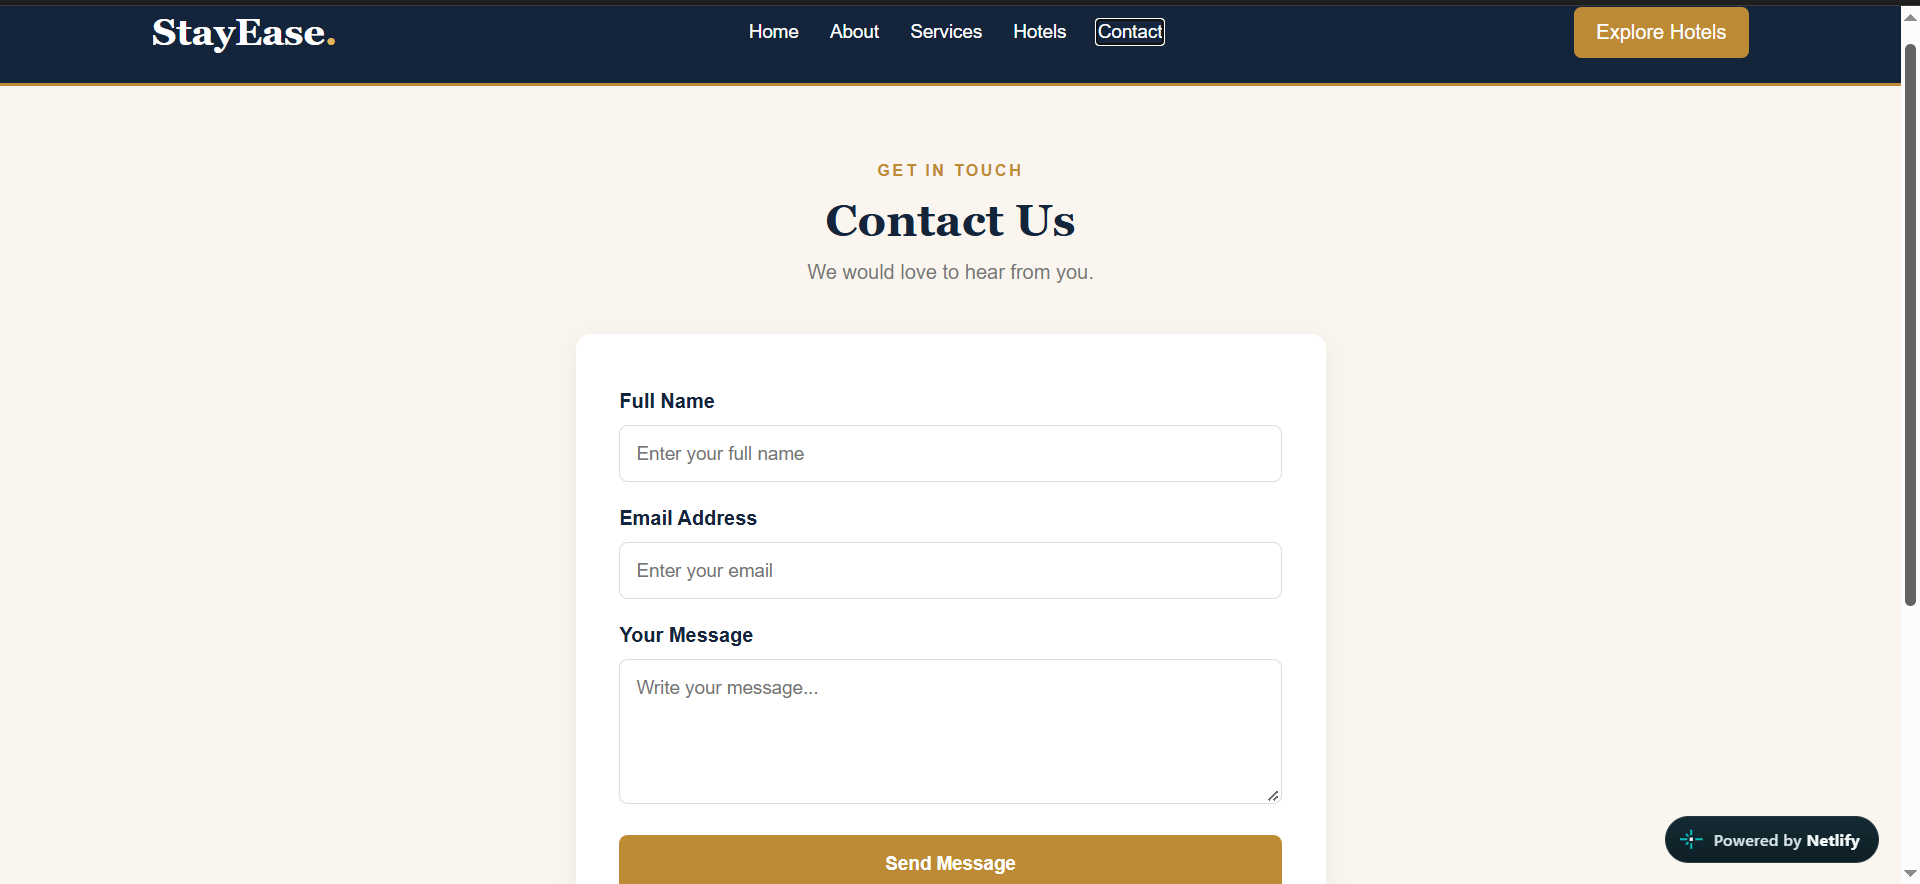 StayEase.
Home About Services Hotels Contact
Explore Hotels
GET IN TOUCH
Contact Us
We would love to hear from you.
Full Name
Enter your full name
Email Address
Enter your email
Your Message
Write your message...
Send Message
Powered by Netlify